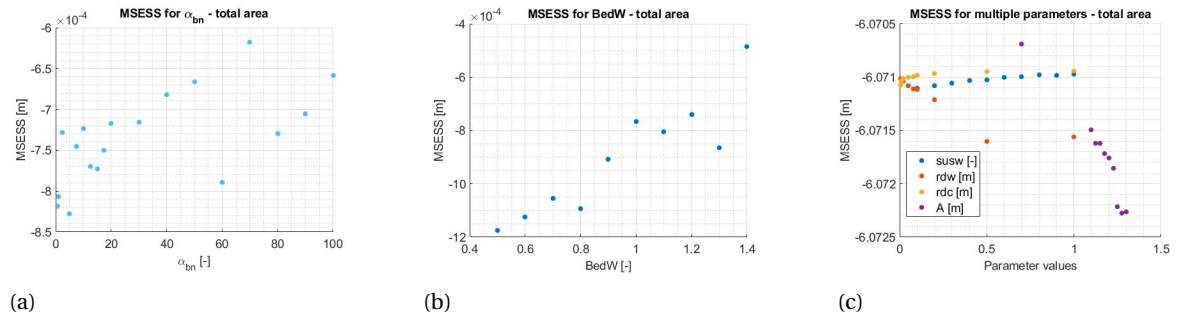 MSESS for α_bn - total area
×10^-4
-6
-6.5
-7
-7.5
-8
-8.5
MSESS [m]
0 20 40 60 80 100
α_bn [-]
(a)
MSESS for BedW - total area
×10^-4
-4
-6
-8
-10
-12
MSESS [m]
0.4 0.6 0.8 1 1.2 1.4
BedW [-]
(b)
MSESS for multiple parameters - total area
-6.0705
-6.071
-6.0715
-6.072
-6.0725
MSESS [m]
susw [-]
rdw [m]
rdc [m]
A [m]
0 0.5 1 1.5
Parameter values
(c)